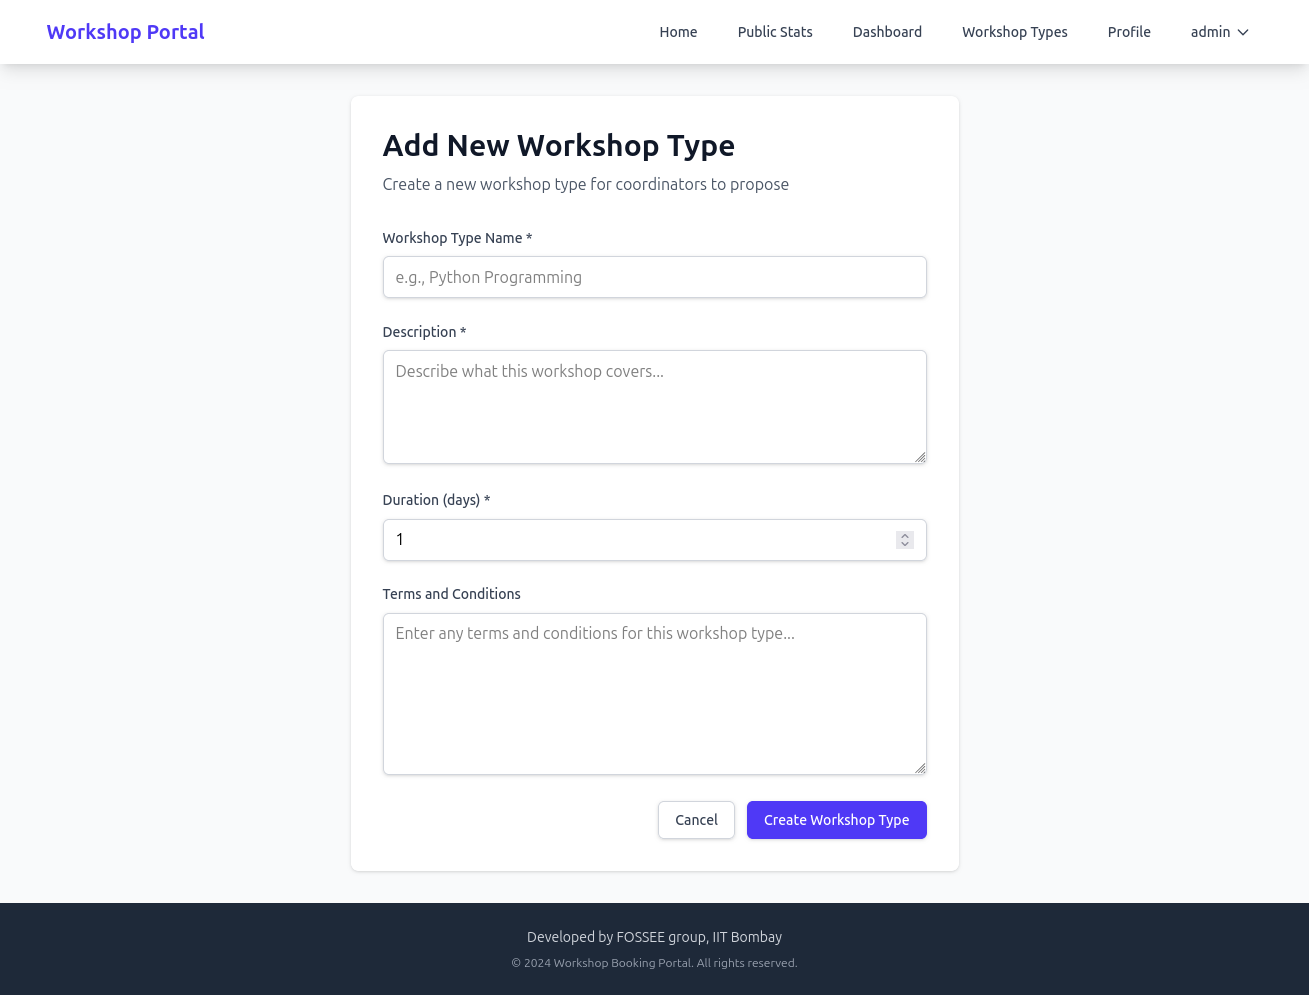 Workshop Portal
Home Public Stats Dashboard Workshop Types Profile admin
Add New Workshop Type
Create a new workshop type for coordinators to propose
Workshop Type Name *
e.g., Python Programming
Description *
Describe what this workshop covers...
Duration (days) *
1
Terms and Conditions
Enter any terms and conditions for this workshop type...
Cancel Create Workshop Type
Developed by FOSSEE group, IIT Bombay
© 2024 Workshop Booking Portal. All rights reserved.